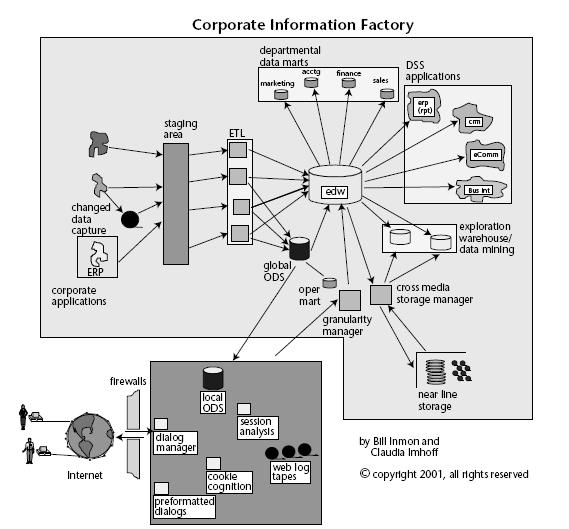 Corporate Information Factory
departmental
data marts
marketing
acctg
finance
sales
DSS
applications
erp
(rpt)
crm
eComm
Bus Int
staging
area
ETL
edw
changed
data
capture
ERP
corporate
applications
global
ODS
oper
mart
granularity
manager
exploration
warehouse/
data mining
cross media
storage manager
near line
storage
firewalls
Internet
local
ODS
session
analysis
dialog
manager
cookie
cognition
web log
tapes
preformatted
dialogs
by Bill Inmon and
Claudia Imhoff
© copyright 2001, all rights reserved